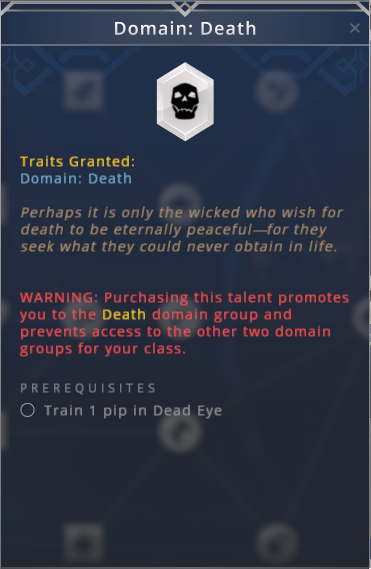 Domain: Death
Traits Granted:
Domain: Death
Perhaps it is only the wicked who wish for
death to be eternally peaceful—for they
seek what they could never obtain in life.
WARNING: Purchasing this talent promotes
you to the Death domain group and
prevents access to the other two domain
groups for your class.
PREREQUISITES
Train 1 pip in Dead Eye